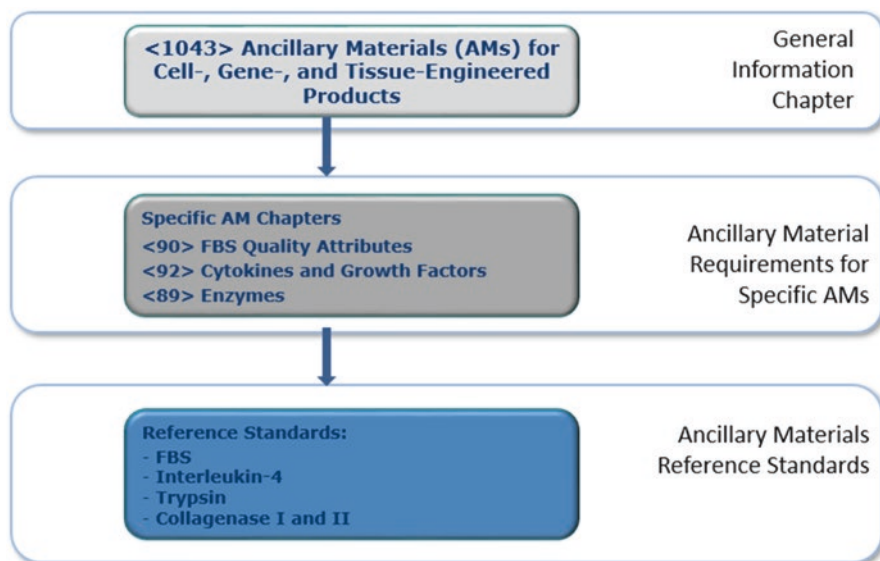 <1043> Ancillary Materials (AMs) for
Cell-, Gene-, and Tissue-Engineered
Products
General
Information
Chapter
Specific AM Chapters
<90> FBS Quality Attributes
<92> Cytokines and Growth Factors
<89> Enzymes
Ancillary Material
Requirements for
Specific AMs
Reference Standards:
- FBS
- Interleukin-4
- Trypsin
- Collagenase I and II
Ancillary Materials
Reference Standards